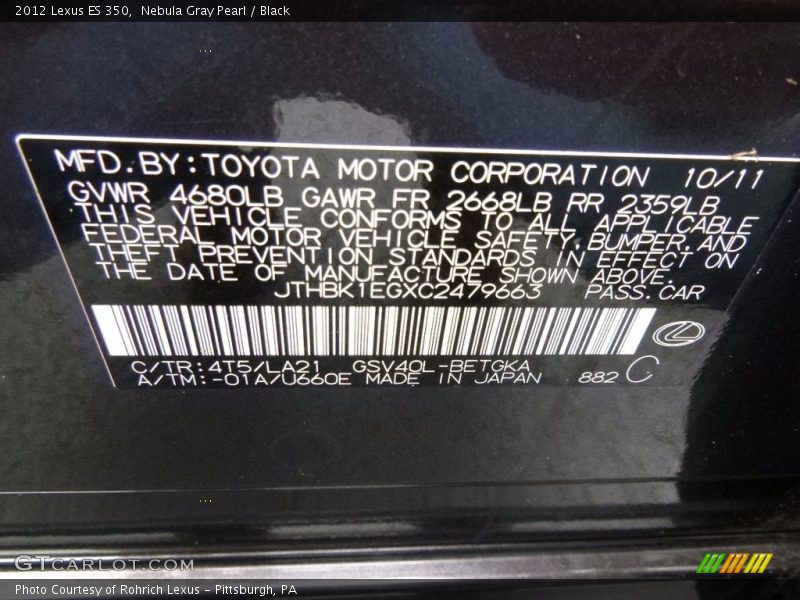 2012 Lexus ES 350,  Nebula Gray Pearl / Black
MFD.BY:TOYOTA MOTOR CORPORATION 10/11
GVWR 4680LB GAWR FR 2668LB RR 2359LB
THIS VEHICLE CONFORMS TO ALL APPLICABLE
FEDERAL MOTOR VEHICLE SAFETY,BUMPER,AND
THEFT PREVENTION STANDARDS IN EFFECT ON
THE DATE OF MANUFACTURE SHOWN ABOVE.
JTHBK1EGXC2479663 PASS.CAR
C/TR:4T5/LA21 GSV40L-BETGKA
A/TM:-01A/U660E MADE IN JAPAN 882 C
GTCARLOT.COM
Photo Courtesy of Rohrich Lexus - Pittsburgh, PA